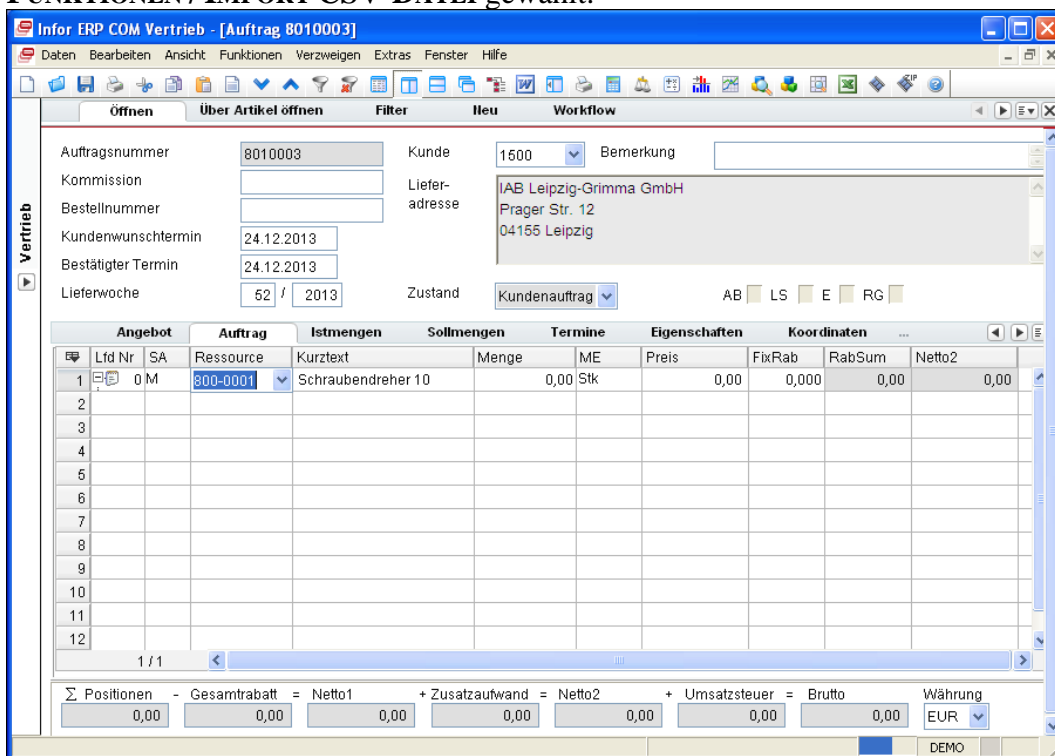 FUNKTIONEN / IMPORT CSV-DATEI gewählt.
Infor ERP COM Vertrieb - [Auftrag 8010003]
Daten Bearbeiten Ansicht Funktionen Verzweigen Extras Fenster Hilfe
Öffnen Über Artikel öffnen Filter Neu Workflow
Vertrieb
Auftragsnummer 8010003 Kunde 1500 Bemerkung
Kommission
Liefer-
adresse
IAB Leipzig-Grimma GmbH
Prager Str. 12
04155 Leipzig
Bestellnummer
Kundenwunschtermin 24.12.2013
Bestätigter Termin 24.12.2013
Lieferwoche 52 / 2013 Zustand Kundenauftrag AB LS E RG
Angebot Auftrag Istmengen Sollmengen Termine Eigenschaften Koordinaten ...
Lfd Nr SA Ressource Kurztext Menge ME Preis FixRab RabSum Netto2
1 0 M 800-0001 Schraubendreher 10 0,00 Stk 0,00 0,000 0,00 0,00
2
3
4
5
6
7
8
9
10
11
12
1 / 1
∑ Positionen - Gesamtrabatt = Netto1 + Zusatzaufwand = Netto2 + Umsatzsteuer = Brutto Währung
0,00 0,00 0,00 0,00 0,00 0,00 0,00 EUR
DEMO